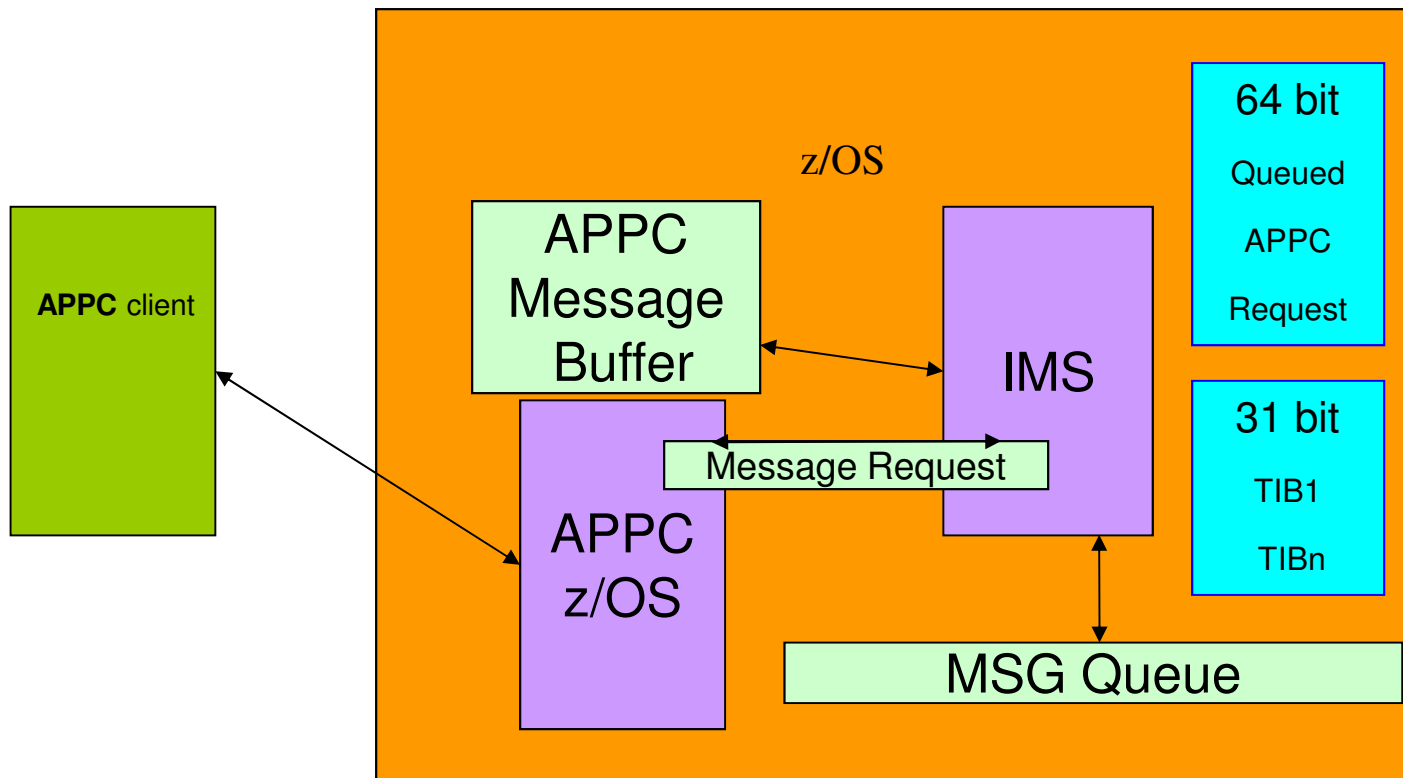 APPC client
z/OS
APPC
Message
Buffer
Message Request
APPC
z/OS
IMS
MSG Queue
64 bit
Queued
APPC
Request
31 bit
TIB1
TIBn